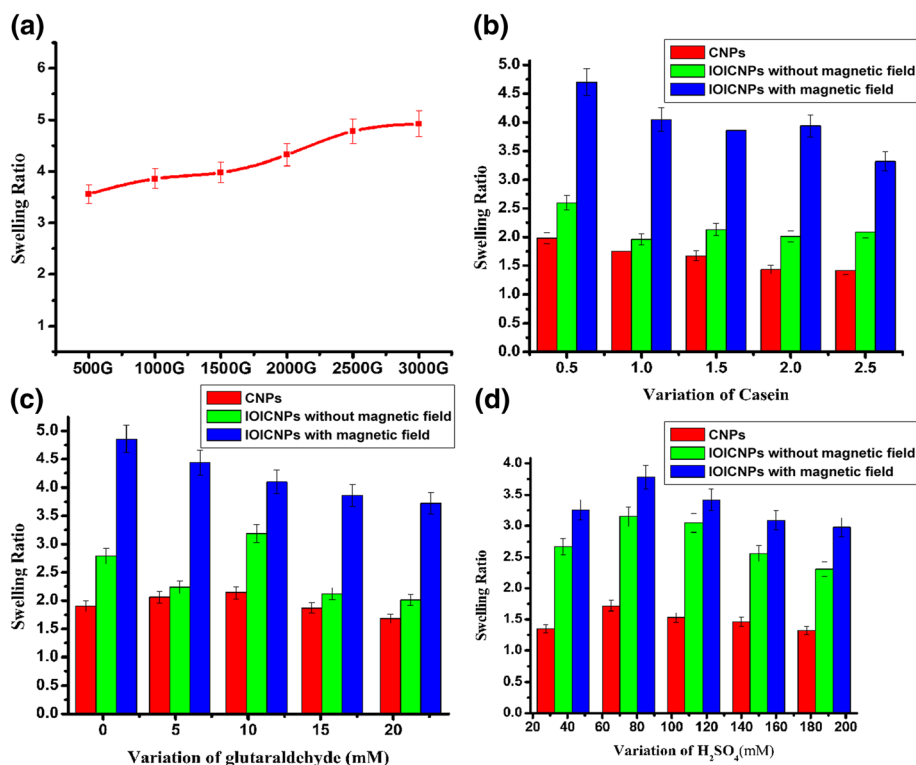 (a)
Swelling Ratio
6
5
4
3
2
1
500G 1000G 1500G 2000G 2500G 3000G
(b)
CNPs
IOICNPs without magnetic field
IOICNPs with magnetic field
Swelling Ratio
5.0
4.5
4.0
3.5
3.0
2.5
2.0
1.5
1.0
0.5
0.0
0.5 1.0 1.5 2.0 2.5
Variation of Casein
(c)
CNPs
IOICNPs without magnetic field
IOICNPs with magnetic field
Swelling Ratio
5.0
4.5
4.0
3.5
3.0
2.5
2.0
1.5
1.0
0.5
0.0
0 5 10 15 20
Variation of glutaraldehyde (mM)
(d)
CNPs
IOICNPs without magnetic field
IOICNPs with magnetic field
Swelling Ratio
4.0
3.5
3.0
2.5
2.0
1.5
1.0
0.5
0.0
20 40 60 80 100 120 140 160 180 200
Variation of H₂SO₄(mM)